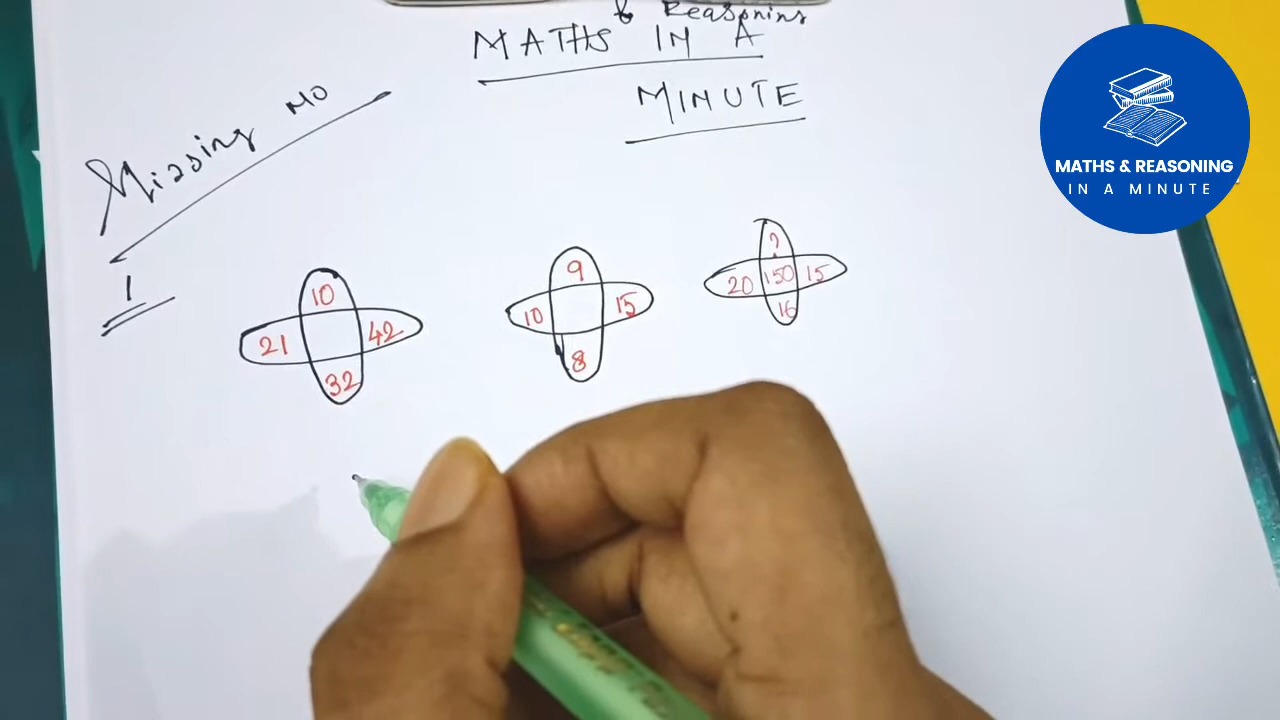 & Reasoning
MATHS IN A
MINUTE
Missing NO
1
10
21 42
32
9
10 15
8
?
20 150 15
16
MATHS & REASONING
IN A MINUTE